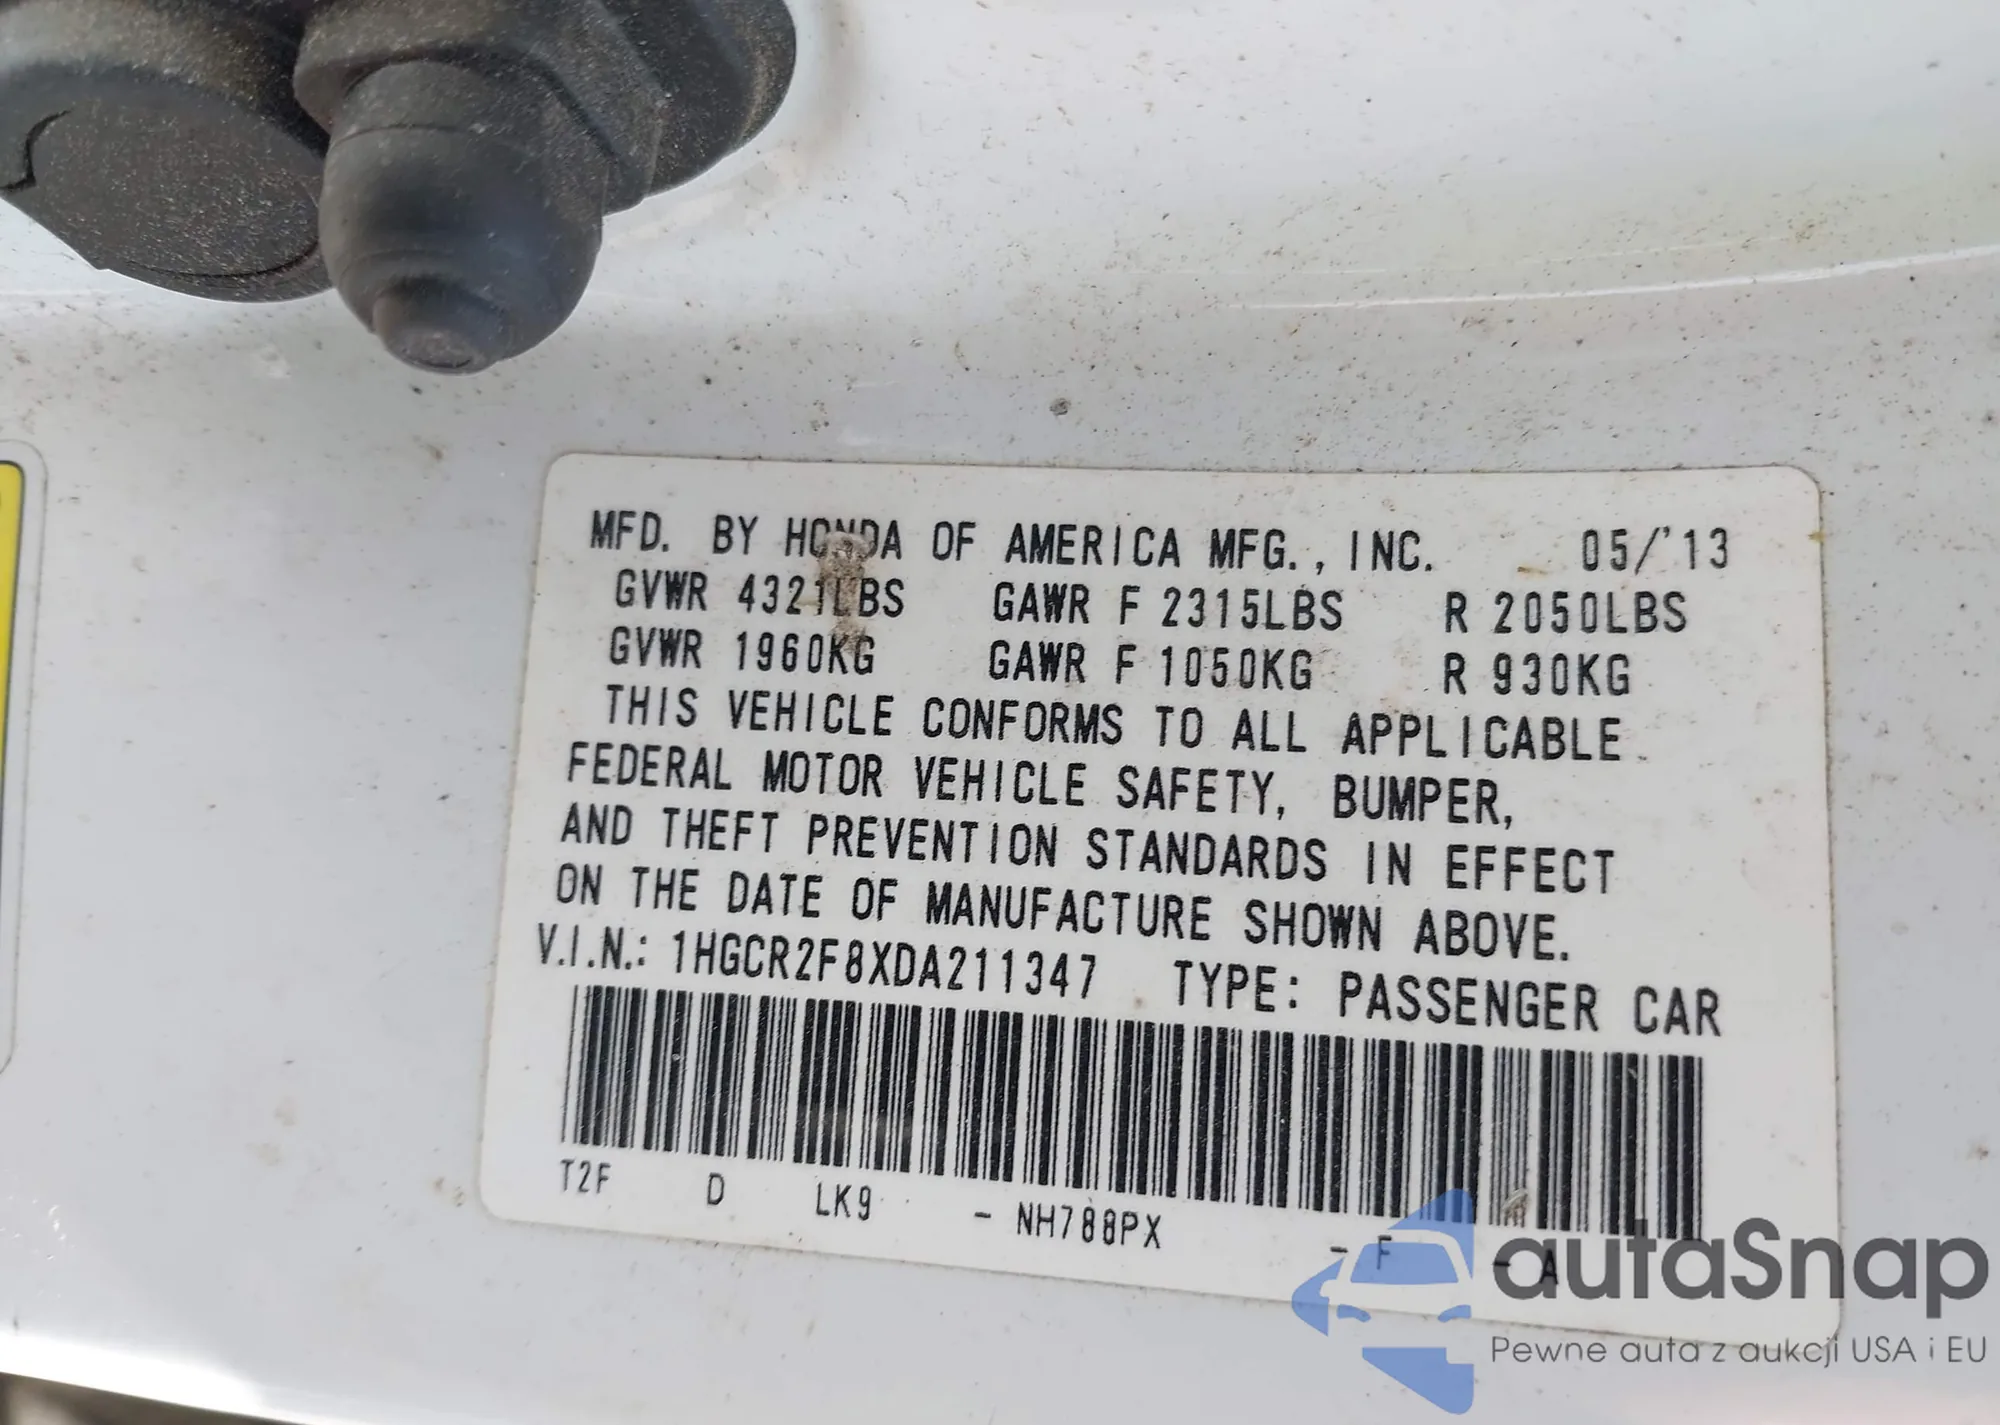 MFD. BY HONDA OF AMERICA MFG., INC. 05/'13
GVWR 4321LBS GAWR F 2315LBS R 2050LBS
GVWR 1960KG GAWR F 1050KG R 930KG
THIS VEHICLE CONFORMS TO ALL APPLICABLE
FEDERAL MOTOR VEHICLE SAFETY, BUMPER,
AND THEFT PREVENTION STANDARDS IN EFFECT
ON THE DATE OF MANUFACTURE SHOWN ABOVE.
V.I.N.: 1HGCR2F8XDA211347 TYPE: PASSENGER CAR
T2F D LK9 - NH788PX - F - A
autaSnap
Pewne auta z aukcji USA i EU